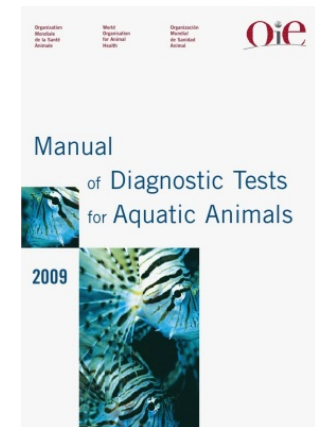 Organisation
Mondiale
de la Santé
Animale
World
Organisation
for Animal
Health
Organización
Mundial
de Sanidad
Animal
Oie
Manual
of Diagnostic Tests
for Aquatic Animals
2009